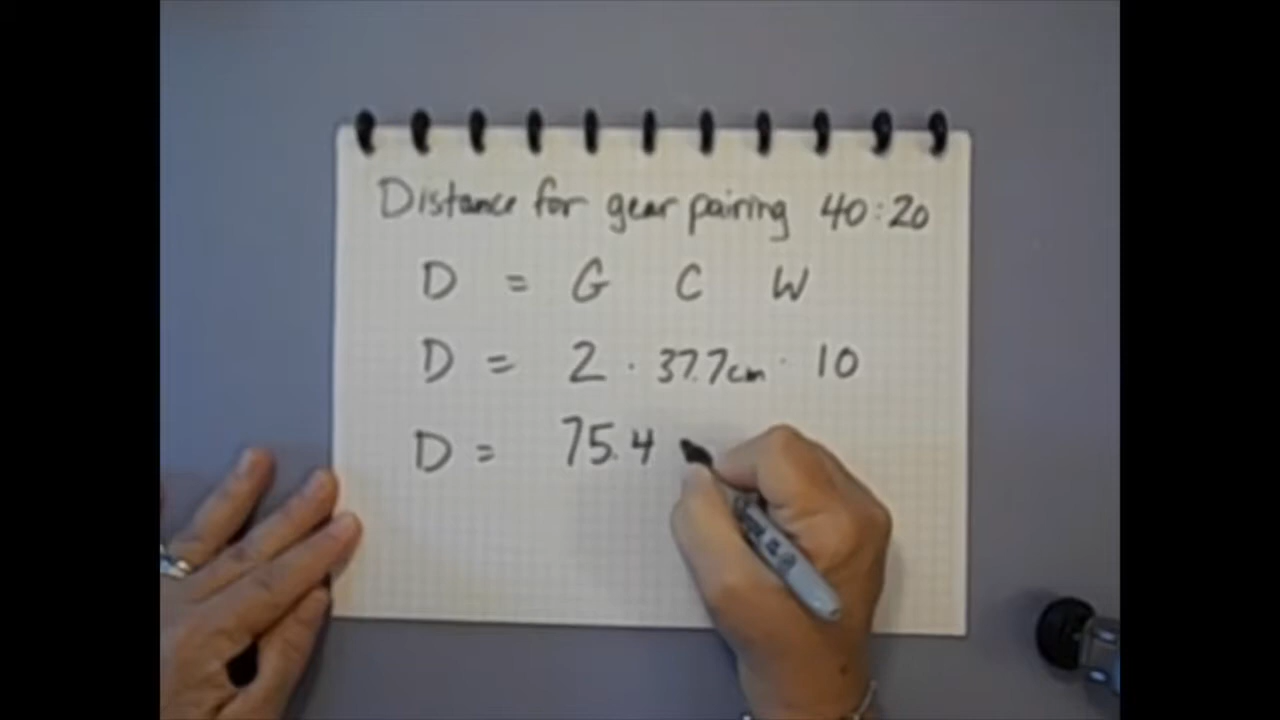 Distance for gear pairing 40:20
D = G C W
D = 2 · 37.7cm · 10
D = 75.4